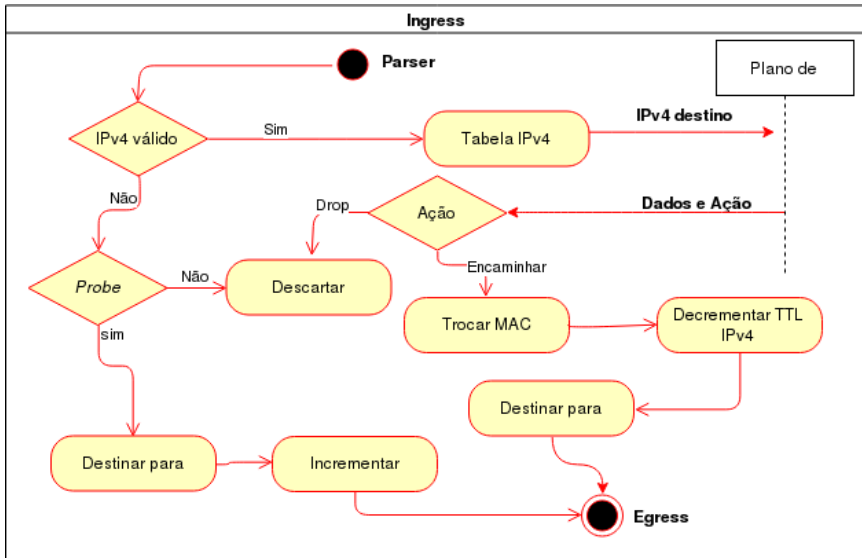 Ingress
Parser
Plano de
IPv4 válido
Sim
Tabela IPv4
IPv4 destino
Não
Drop
Ação
Dados e Ação
Probe
Não
Descartar
Encaminhar
sim
Trocar MAC
Decrementar TTL
IPv4
Destinar para
Destinar para
Incrementar
Egress